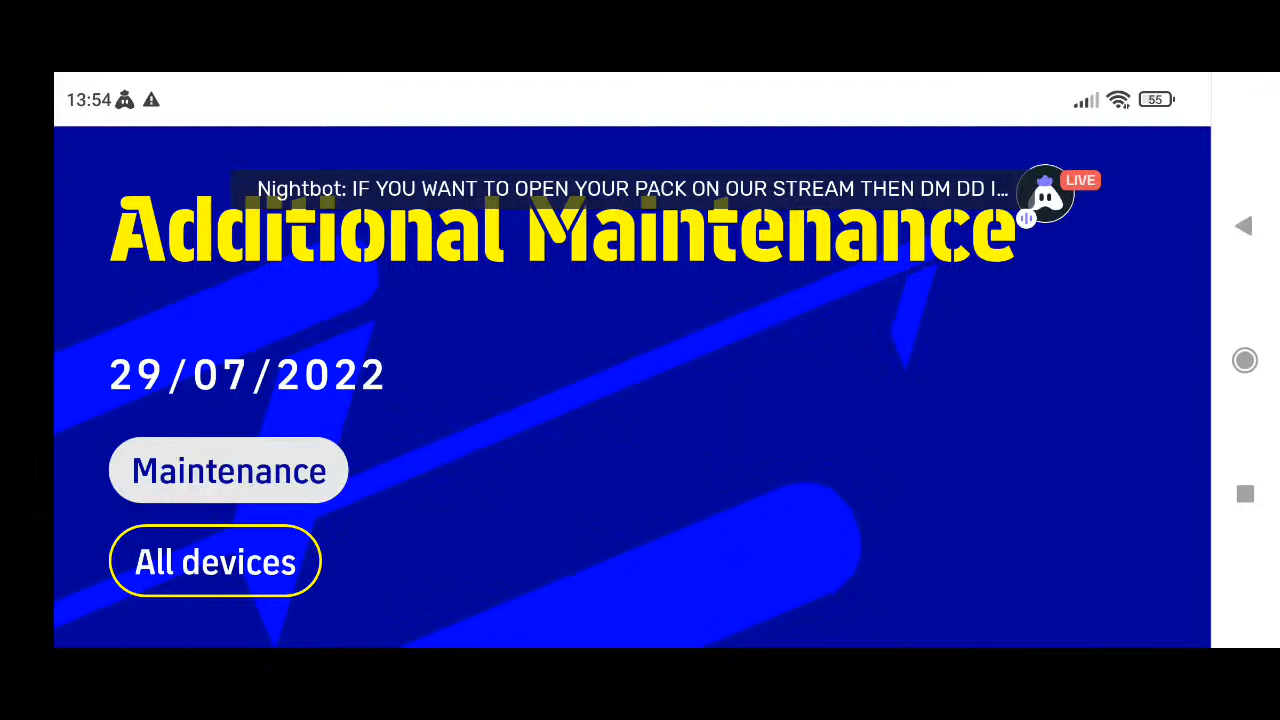 13:54
55
Nightbot: IF YOU WANT TO OPEN YOUR PACK ON OUR STREAM THEN DM DD I...
LIVE
Additional Maintenance
29/07/2022
Maintenance
All devices